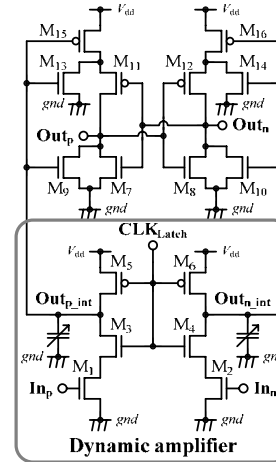 Vdd Vdd
M15 M16
M13 M11 M12 M14
gnd gnd
Outp Outn
M9 M7 M8 M10
gnd gnd
CLKLatch
Vdd Vdd
M5 M6
Outp_int Outn_int
M3 M4
gnd gnd
M1 M2
Inp Inn
gnd gnd
Dynamic amplifier